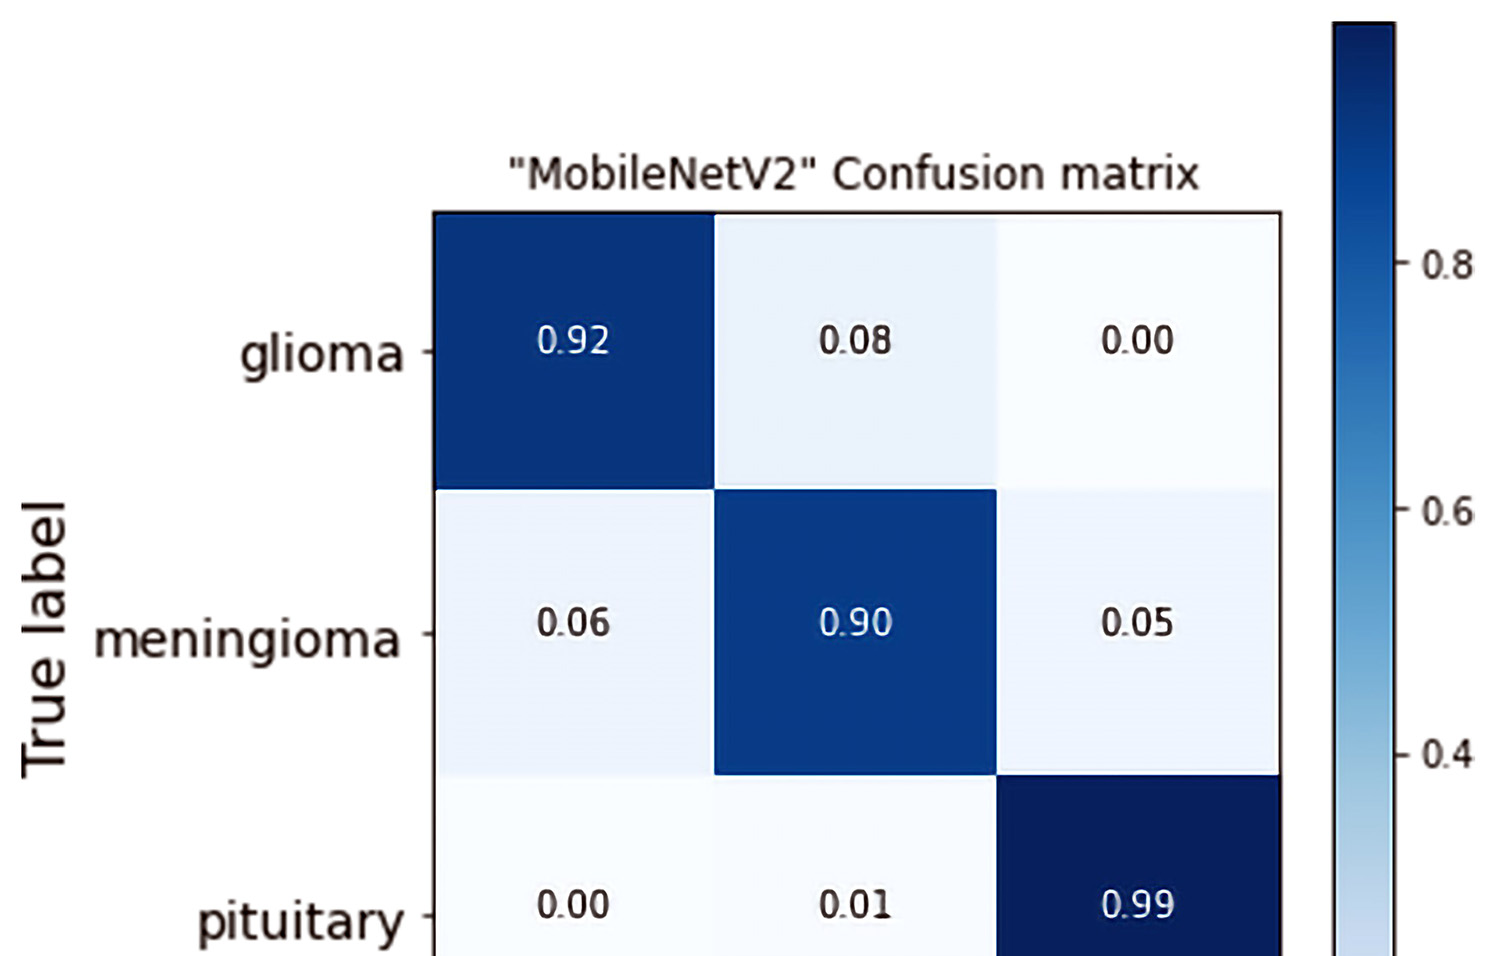 "MobileNetV2" Confusion matrix
0.8
glioma 0.92 0.08 0.00
0.6
True label
meningioma 0.06 0.90 0.05
0.4
pituitary 0.00 0.01 0.99